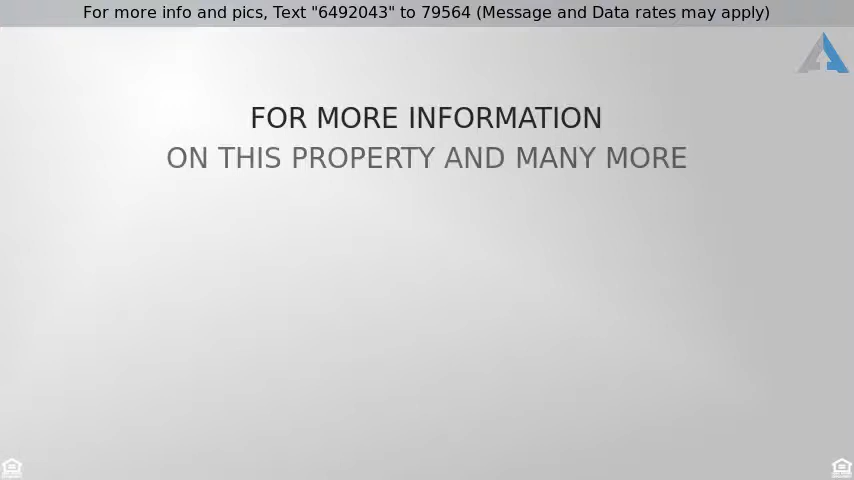 For more info and pics, Text "6492043" to 79564 (Message and Data rates may apply)
FOR MORE INFORMATION
ON THIS PROPERTY AND MANY MORE